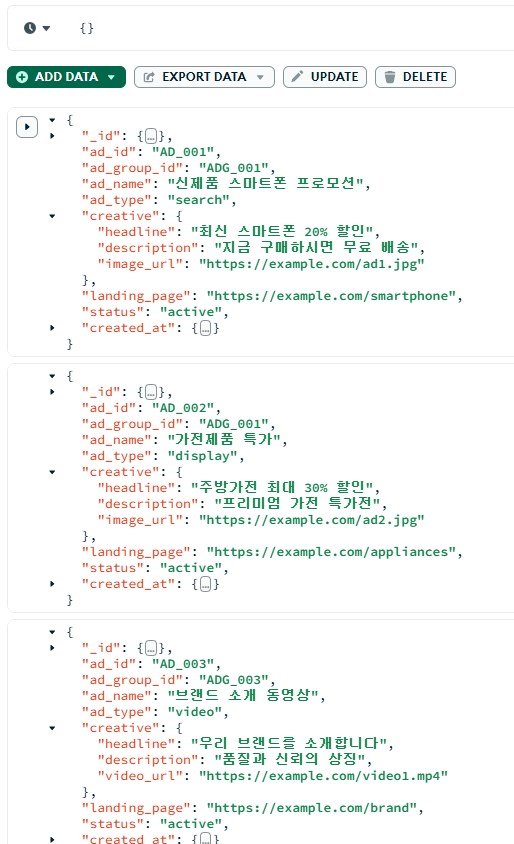 {}
ADD DATA EXPORT DATA UPDATE DELETE
{
"_id": {…},
"ad_id": "AD_001",
"ad_group_id": "ADG_001",
"ad_name": "신제품 스마트폰 프로모션",
"ad_type": "search",
"creative": {
"headline": "최신 스마트폰 20% 할인",
"description": "지금 구매하시면 무료 배송",
"image_url": "https://example.com/ad1.jpg"
},
"landing_page": "https://example.com/smartphone",
"status": "active",
"created_at": {…}
}
{
"_id": {…},
"ad_id": "AD_002",
"ad_group_id": "ADG_001",
"ad_name": "가전제품 특가",
"ad_type": "display",
"creative": {
"headline": "주방가전 최대 30% 할인",
"description": "프리미엄 가전 특가전",
"image_url": "https://example.com/ad2.jpg"
},
"landing_page": "https://example.com/appliances",
"status": "active",
"created_at": {…}
}
{
"_id": {…},
"ad_id": "AD_003",
"ad_group_id": "ADG_003",
"ad_name": "브랜드 소개 동영상",
"ad_type": "video",
"creative": {
"headline": "우리 브랜드를 소개합니다",
"description": "품질과 신뢰의 상징",
"video_url": "https://example.com/video1.mp4"
},
"landing_page": "https://example.com/brand",
"status": "active",
"created_at": {…}